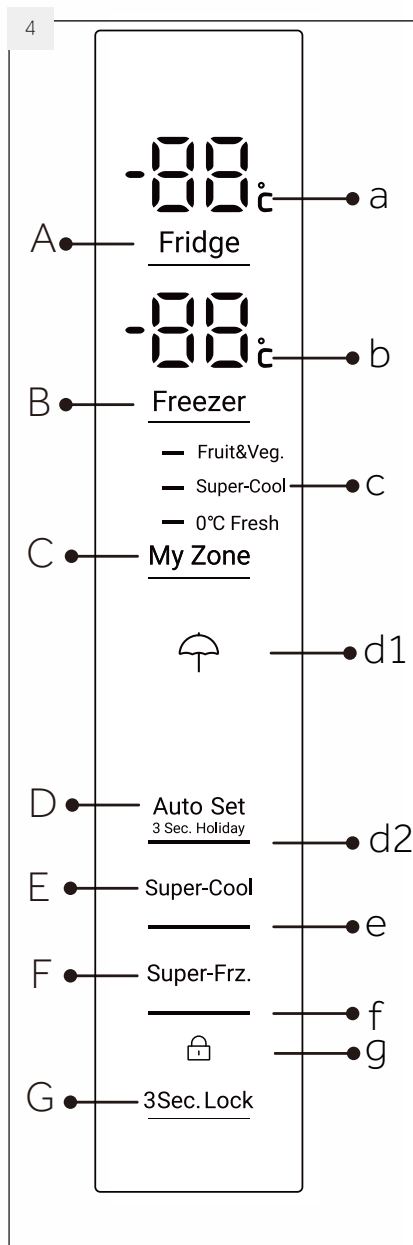 4
-88°c
a
A
Fridge
-88°c
b
B
Freezer
Fruit&Veg.
Super-Cool
c
0°C Fresh
C
My Zone
d1
D
Auto Set
3 Sec. Holiday
d2
E
Super-Cool
e
F
Super-Frz.
f
g
G
3Sec. Lock